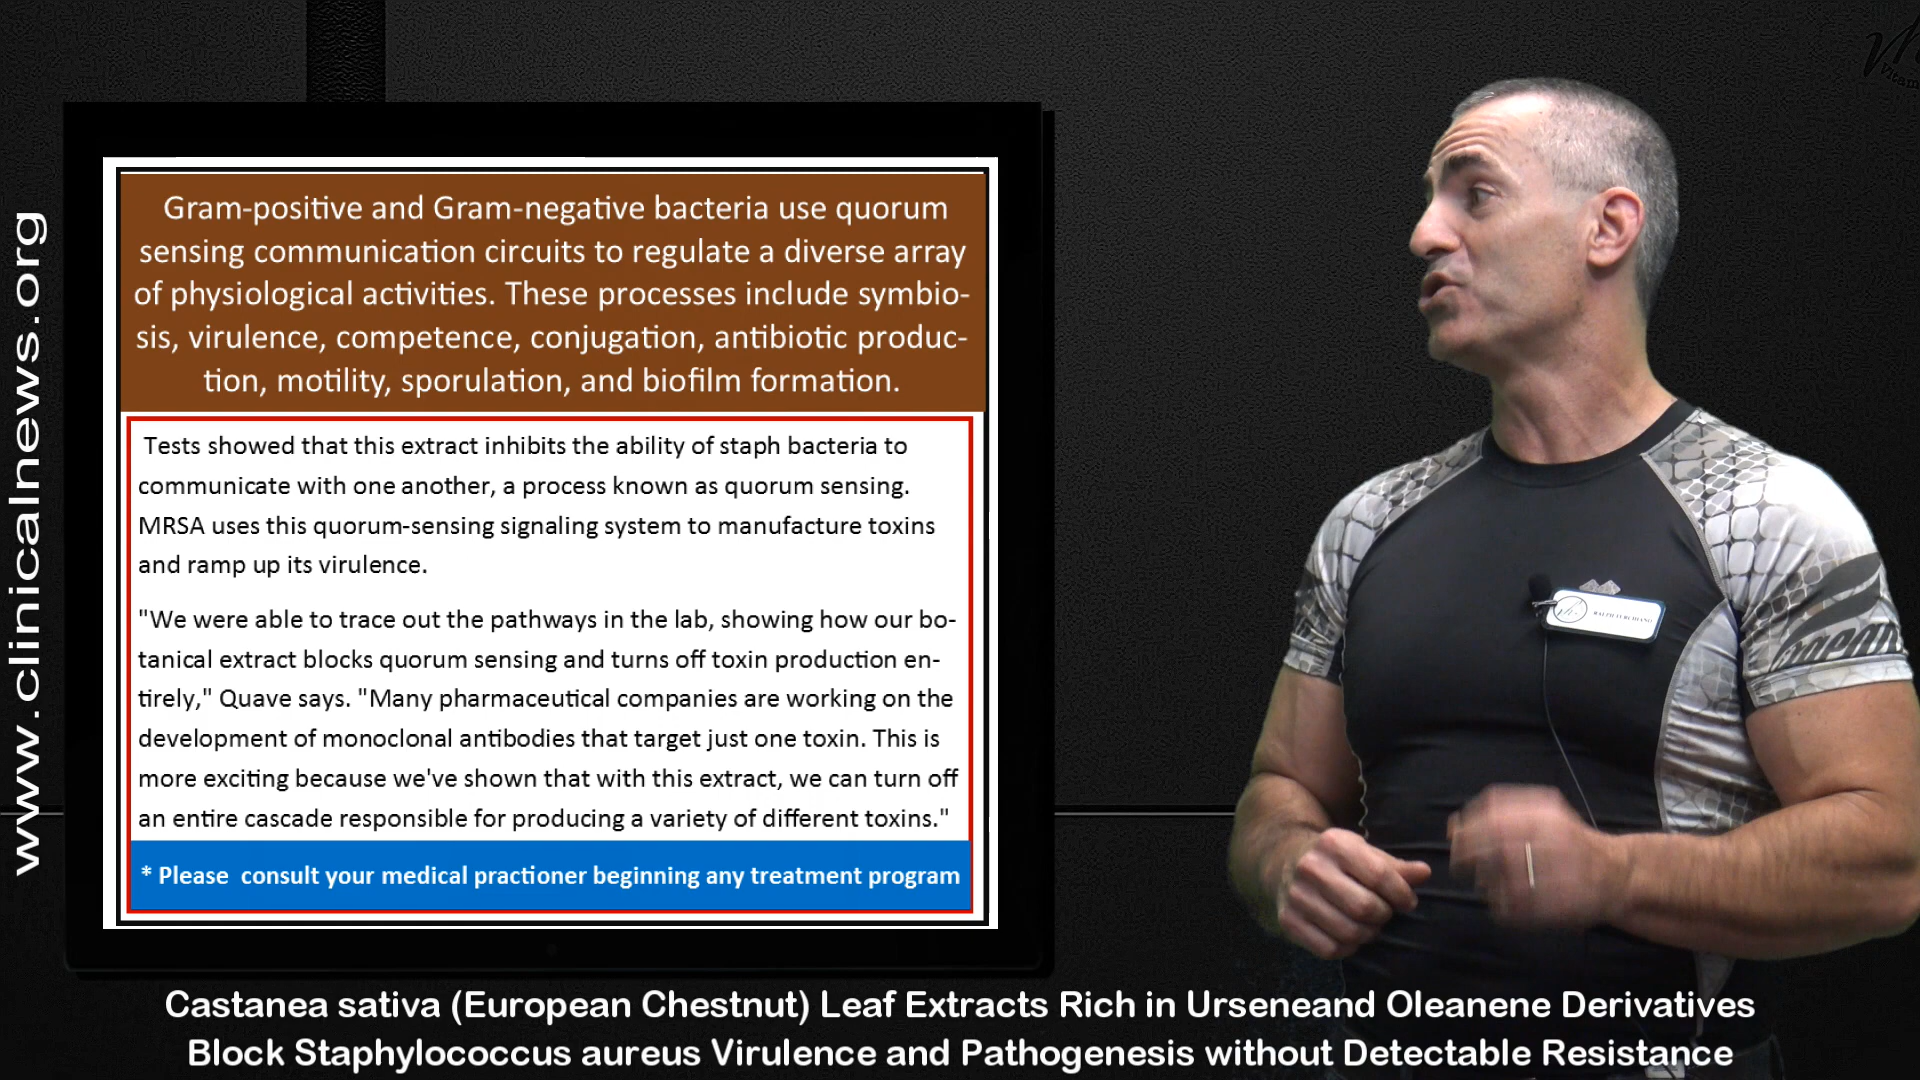 www.clinicalnews.org
Gram-positive and Gram-negative bacteria use quorum
sensing communication circuits to regulate a diverse array
of physiological activities. These processes include symbio-
sis, virulence, competence, conjugation, antibiotic produc-
tion, motility, sporulation, and biofilm formation.
Tests showed that this extract inhibits the ability of staph bacteria to
communicate with one another, a process known as quorum sensing.
MRSA uses this quorum-sensing signaling system to manufacture toxins
and ramp up its virulence.
"We were able to trace out the pathways in the lab, showing how our bo-
tanical extract blocks quorum sensing and turns off toxin production en-
tirely," Quave says. "Many pharmaceutical companies are working on the
development of monoclonal antibodies that target just one toxin. This is
more exciting because we've shown that with this extract, we can turn off
an entire cascade responsible for producing a variety of different toxins."
* Please consult your medical practioner beginning any treatment program
Castanea sativa (European Chestnut) Leaf Extracts Rich in Urseneand Oleanene Derivatives
Block Staphylococcus aureus Virulence and Pathogenesis without Detectable Resistance